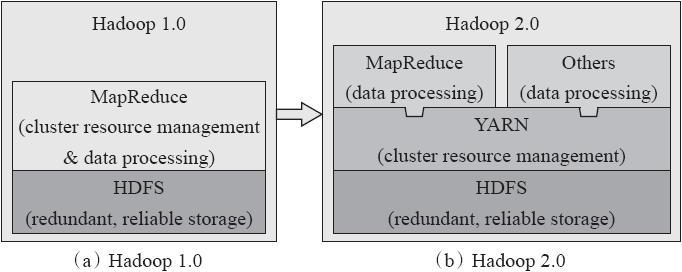 Hadoop 1.0
MapReduce
(cluster resource management
& data processing)
HDFS
(redundant, reliable storage)
(a) Hadoop 1.0
Hadoop 2.0
MapReduce
(data processing)
Others
(data processing)
YARN
(cluster resource management)
HDFS
(redundant, reliable storage)
(b) Hadoop 2.0